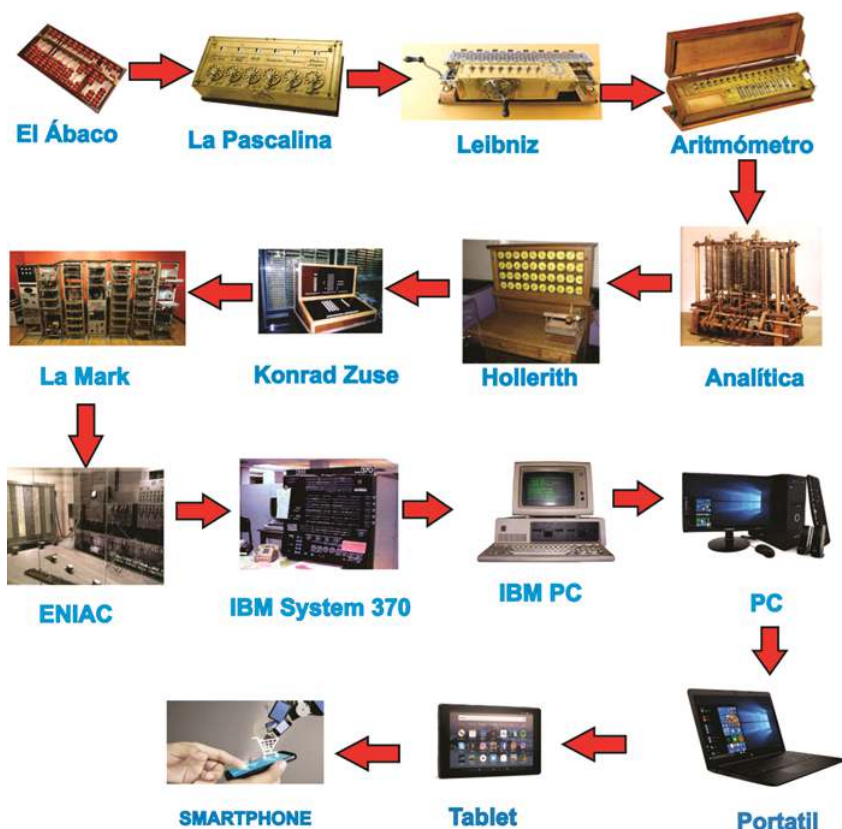 El Ábaco
La Pascalina
Leibniz
Aritmómetro
Analítica
Hollerith
Konrad Zuse
La Mark
ENIAC
370
IBM System 370
IBM PC
PC
Portatil
Tablet
SMARTPHONE